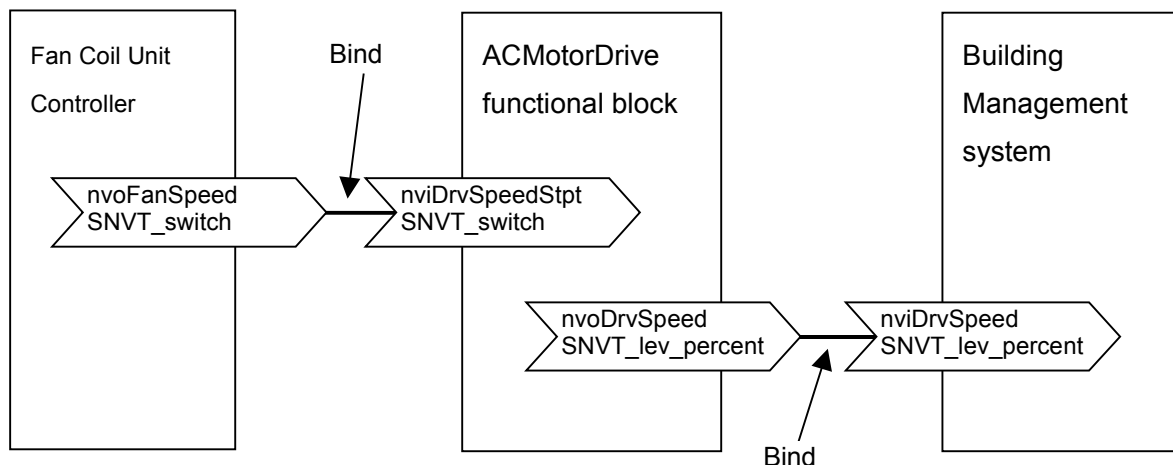 Fan Coil Unit
Controller
Bind
ACMotorDrive
functional block
Building
Management
system
nvoFanSpeed
SNVT_switch
nviDrvSpeedStpt
SNVT_switch
nvoDrvSpeed
SNVT_lev_percent
nviDrvSpeed
SNVT_lev_percent
Bind